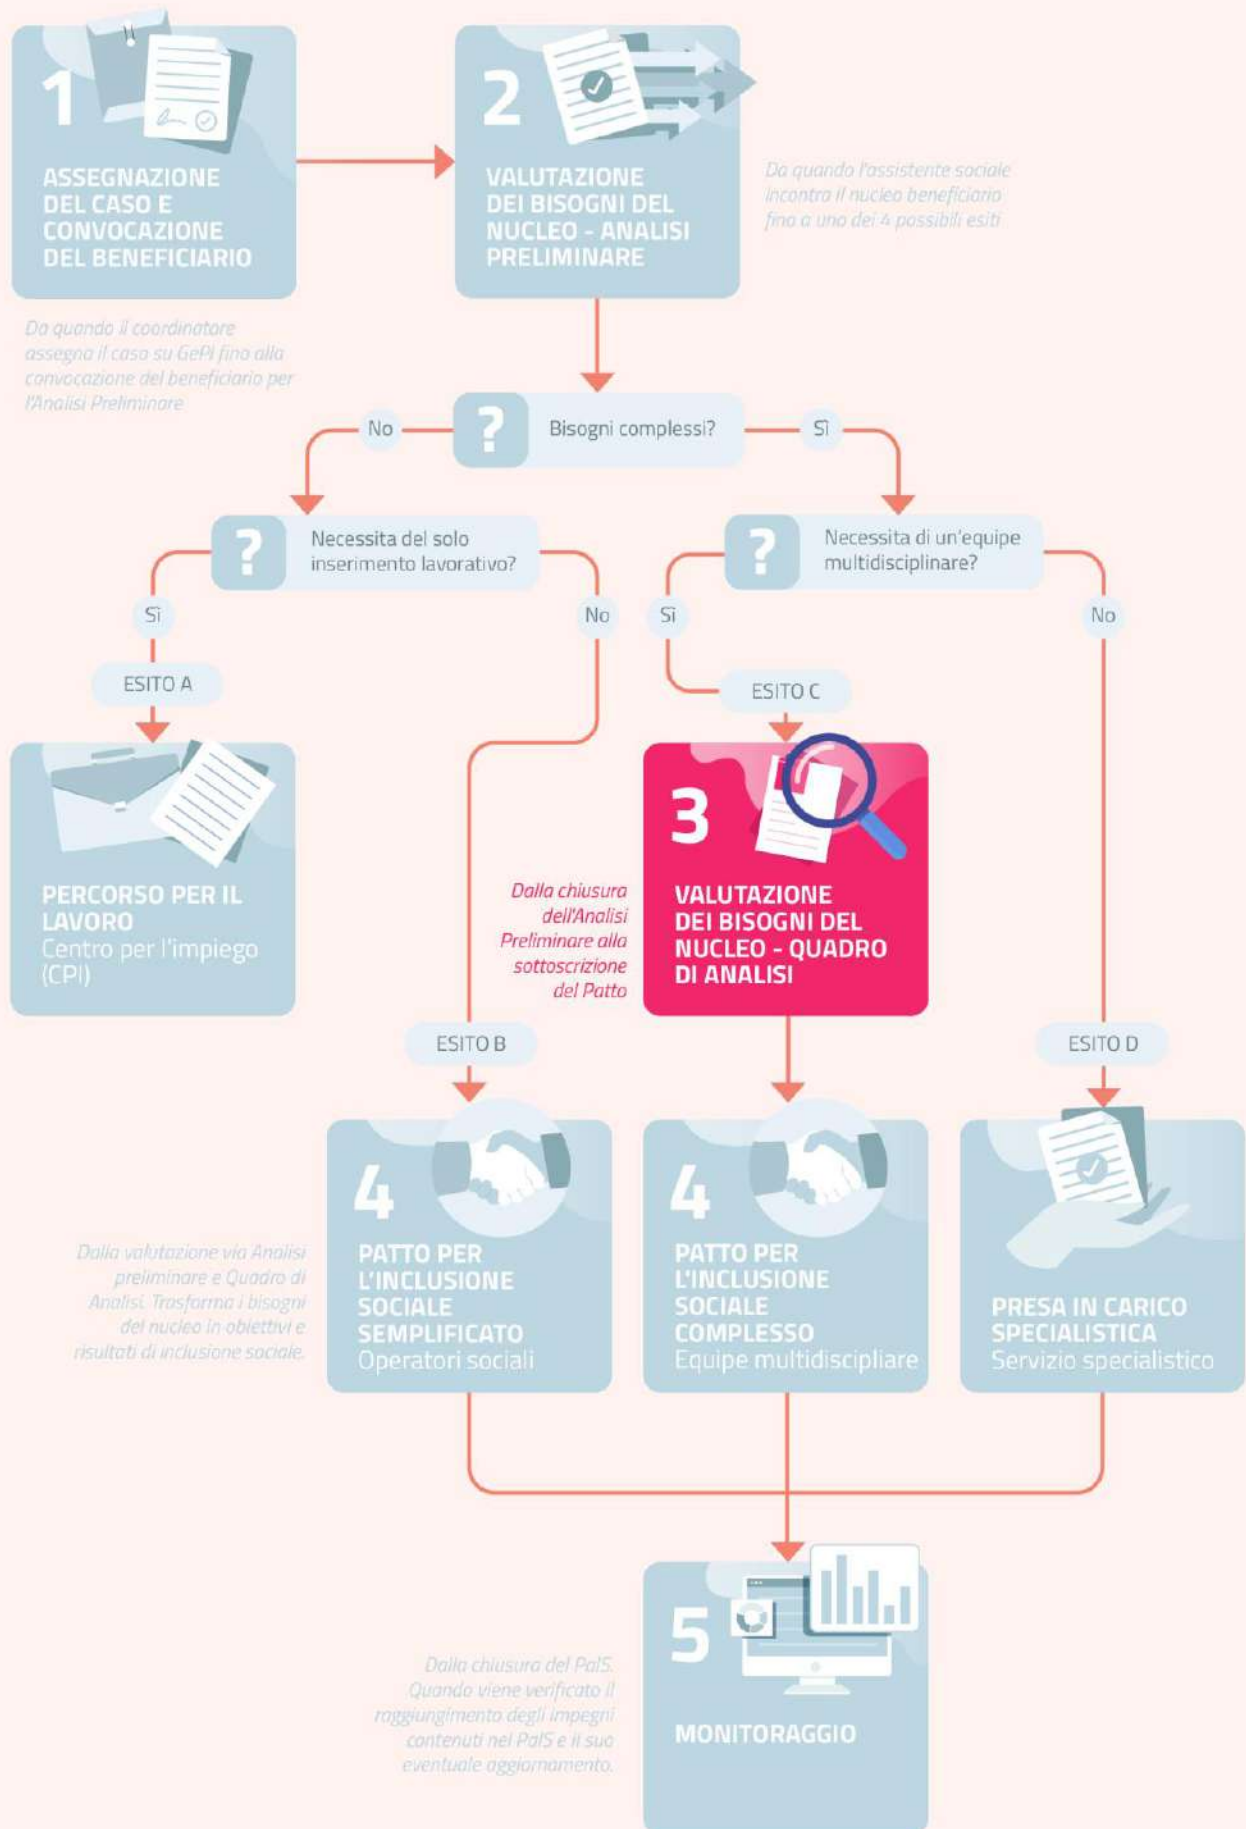 1
ASSEGNAZIONE
DEL CASO E
CONVOCAZIONE
DEL BENEFICIARIO
Da quando il coordinatore
assegna il caso su GePI fino alla
convocazione del beneficiario per
l'Analisi Preliminare
2
VALUTAZIONE
DEI BISOGNI DEL
NUCLEO - ANALISI
PRELIMINARE
Da quando l'assistente sociale
incontra il nucleo beneficiario
fino a uno dei 4 possibili esiti
No
?
Bisogni complessi?
Sì
?
Necessita del solo
inserimento lavorativo?
?
Necessita di un'equipe
multidisciplinare?
Sì
No
Sì
No
ESITO A
ESITO C
PERCORSO PER IL
LAVORO
Centro per l'impiego
(CPI)
Dalla chiusura
dell'Analisi
Preliminare alla
sottoscrizione
del Patto
3
VALUTAZIONE
DEI BISOGNI DEL
NUCLEO - QUADRO
DI ANALISI
ESITO B
ESITO D
Dalla valutazione via Analisi
preliminare e Quadro di
Analisi. Trasforma i bisogni
del nucleo in obiettivi e
risultati di inclusione sociale.
4
PATTO PER
L'INCLUSIONE
SOCIALE
SEMPLIFICATO
Operatori sociali
4
PATTO PER
L'INCLUSIONE
SOCIALE
COMPLESSO
Equipe multidiscipliare
PRESA IN CARICO
SPECIALISTICA
Servizio specialistico
Dalla chiusura del PaIS.
Quando viene verificato il
raggiungimento degli impegni
contenuti nel PaIS e il suo
eventuale aggiornamento.
5
MONITORAGGIO